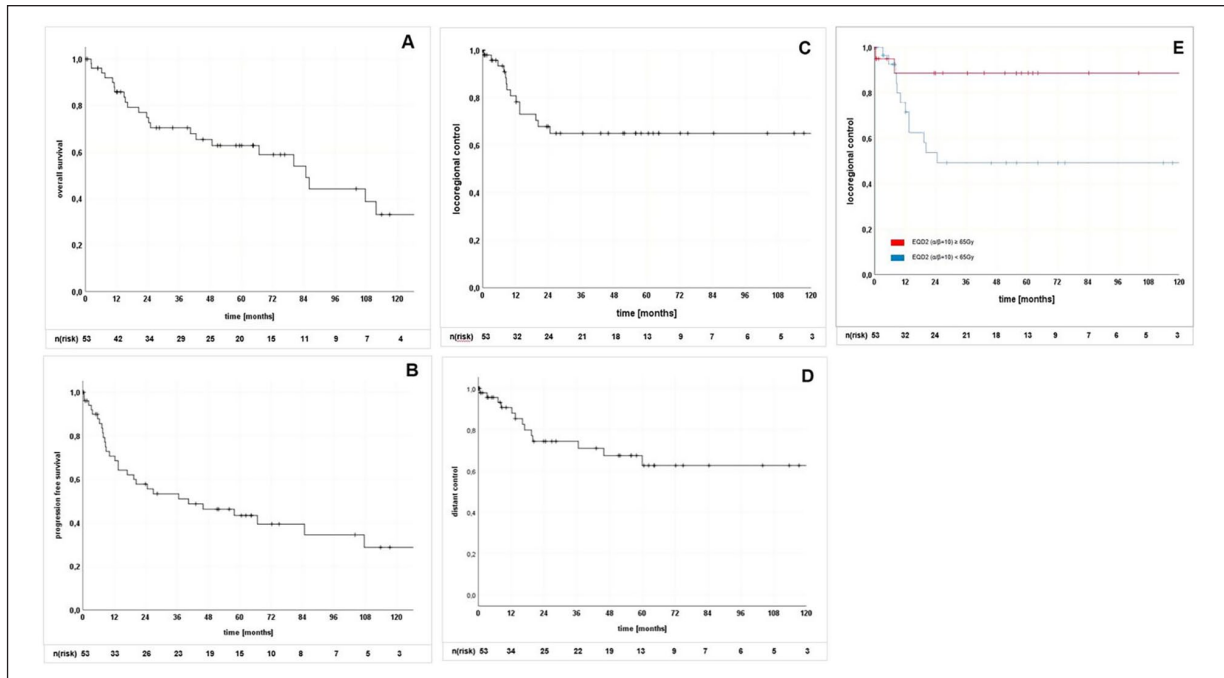 A
overall survival
1,0
0,8
0,6
0,4
0,2
0,0
0 12 24 36 48 60 72 84 96 108 120
time [months]
n(risk) 53 42 34 29 25 20 15 11 9 7 4
B
progression free survival
1,0
0,8
0,6
0,4
0,2
0,0
0 12 24 36 48 60 72 84 96 108 120
time [months]
n(risk) 53 33 26 23 19 15 10 8 7 5 3
C
locoregional control
1,0
0,8
0,6
0,4
0,2
0,0
0 12 24 36 48 60 72 84 96 108 120
time [months]
n(risk) 53 32 24 21 18 13 9 7 6 5 3
D
distant control
1,0
0,8
0,6
0,4
0,2
0,0
0 12 24 36 48 60 72 84 96 108 120
time [months]
n(risk) 53 34 25 22 19 13 9 7 6 5 3
E
locoregional control
1,0
0,8
0,6
0,4
0,2
0,0
EQD2 (α/β=10) ≥ 65Gy
EQD2 (α/β=10) < 65Gy
0 12 24 36 48 60 72 84 96 108 120
time [months]
n(risk) 53 32 24 21 18 13 9 7 6 5 3